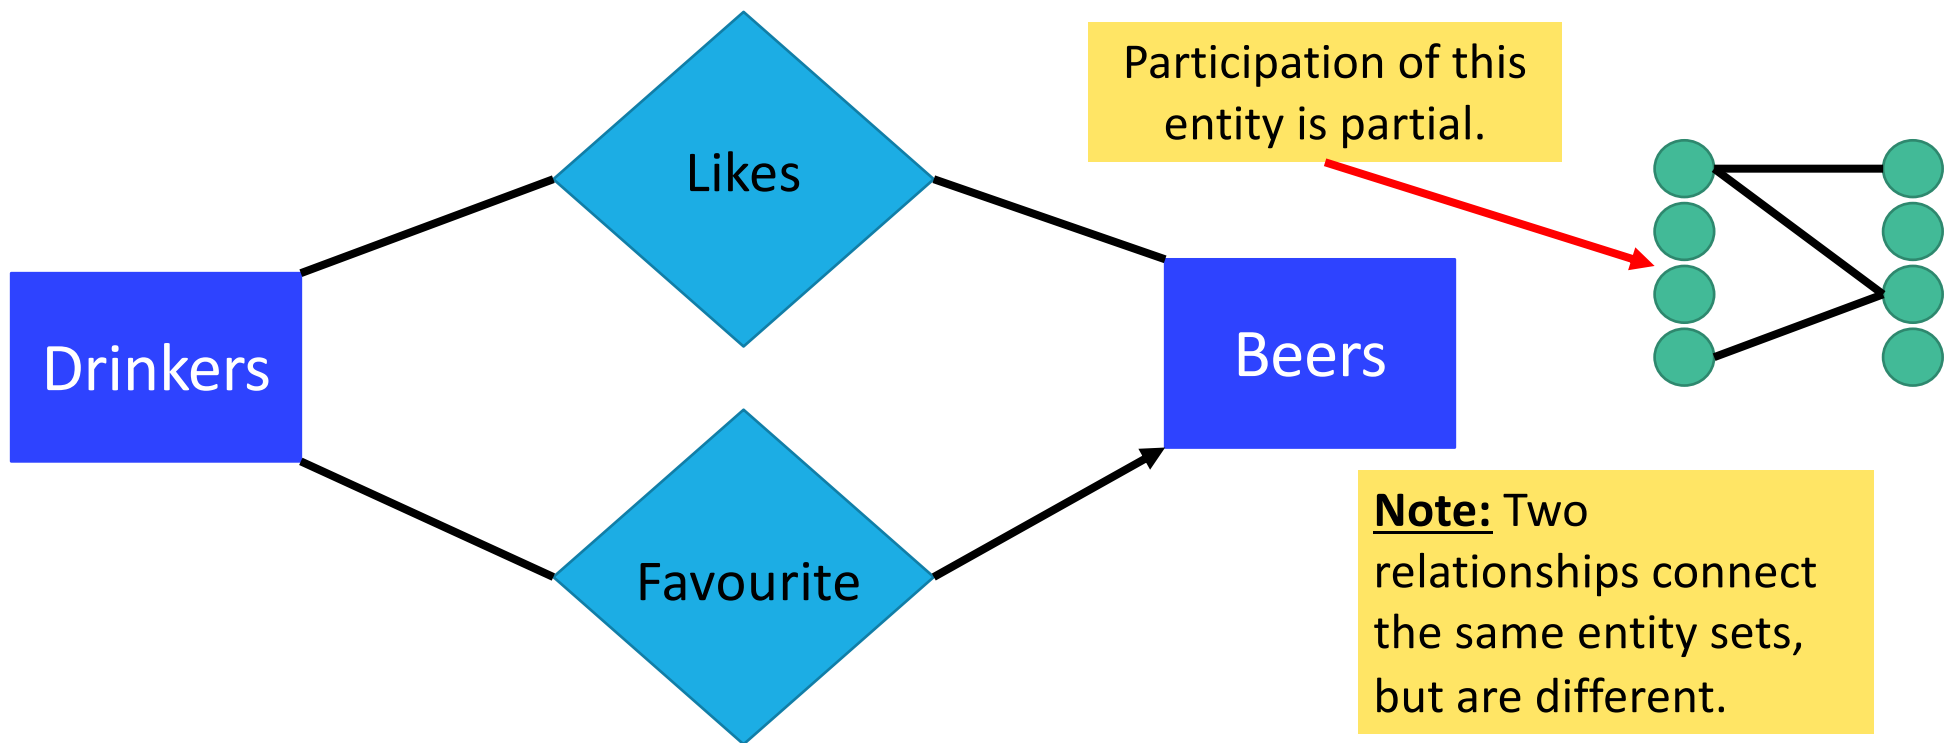 Participation of this
entity is partial.
Likes
Drinkers
Beers
Favourite
Note: Two
relationships connect
the same entity sets,
but are different.